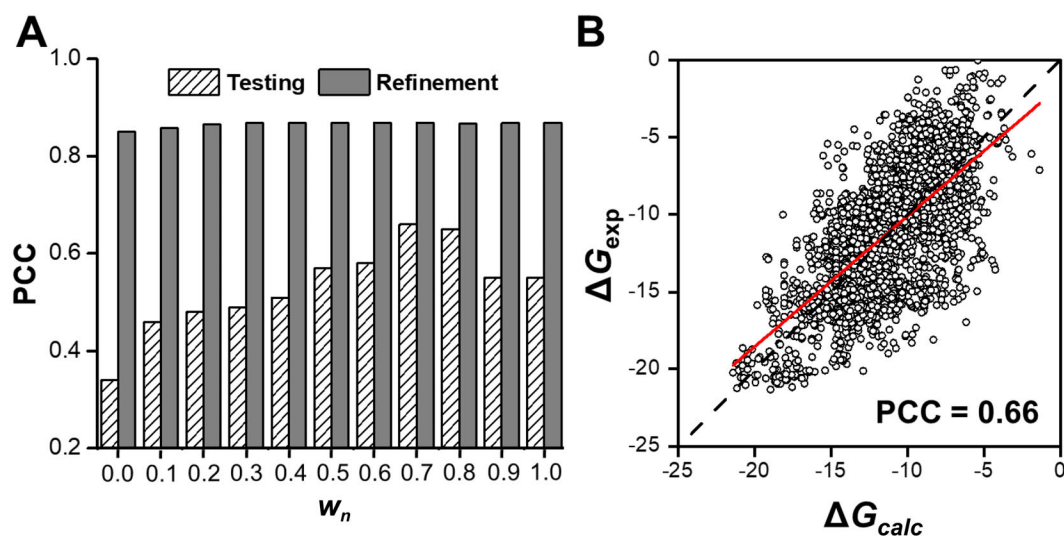 A
1.0
0.8
0.6
0.4
0.2
PCC
Testing
Refinement
0.0 0.1 0.2 0.3 0.4 0.5 0.6 0.7 0.8 0.9 1.0
wₙ
B
0
-5
-10
-15
-20
-25
ΔGexp
PCC = 0.66
-25 -20 -15 -10 -5 0
ΔGcalc